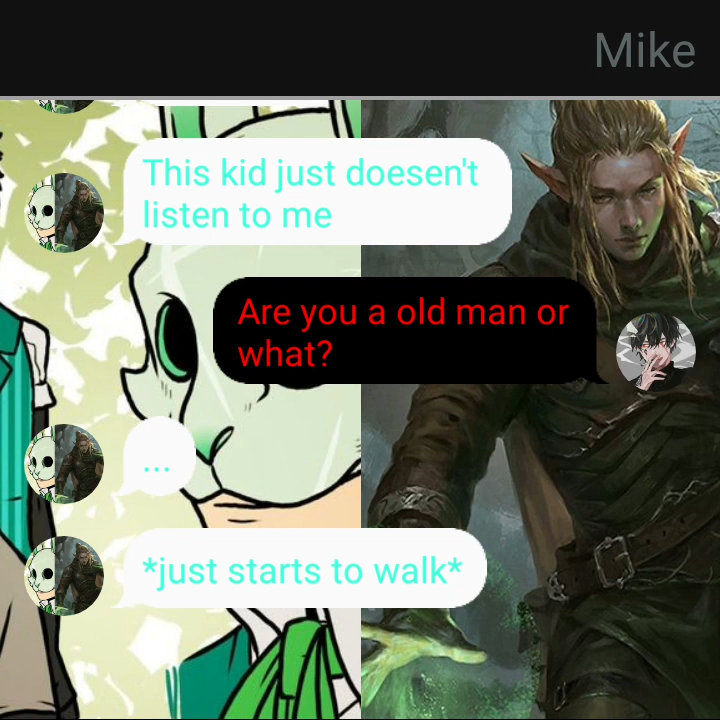 Mike
This kid just doesen't
listen to me
Are you a old man or
what?
...
*just starts to walk*